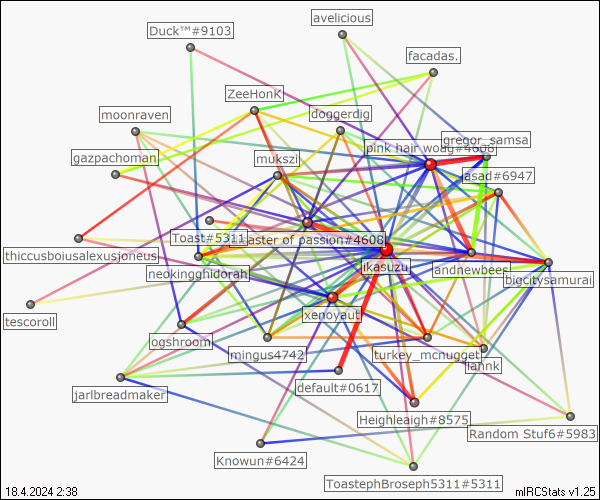 avelicious
Duck™#9103
facadas.
ZeeHonK
moonraven
doggerdig
gregor_samsa
pink hair woag#4608
gazpachoman
mukszi
asad#6947
Toast#5311
master of passion#4608
thiccusboiusalexusjoneus
neokingghidorah
ikasuzu
andnewbees
bigcitysamurai
tescoroll
xenoyaut
ogshroom
mingus4742
turkey_mcnugget
iannk
default#0617
jarlbreadmaker
Heighleaigh#8575
Random Stuf6#5983
Knowun#6424
ToastephBroseph5311#5311
18.4.2024 2:38
mIRCStats v1.25